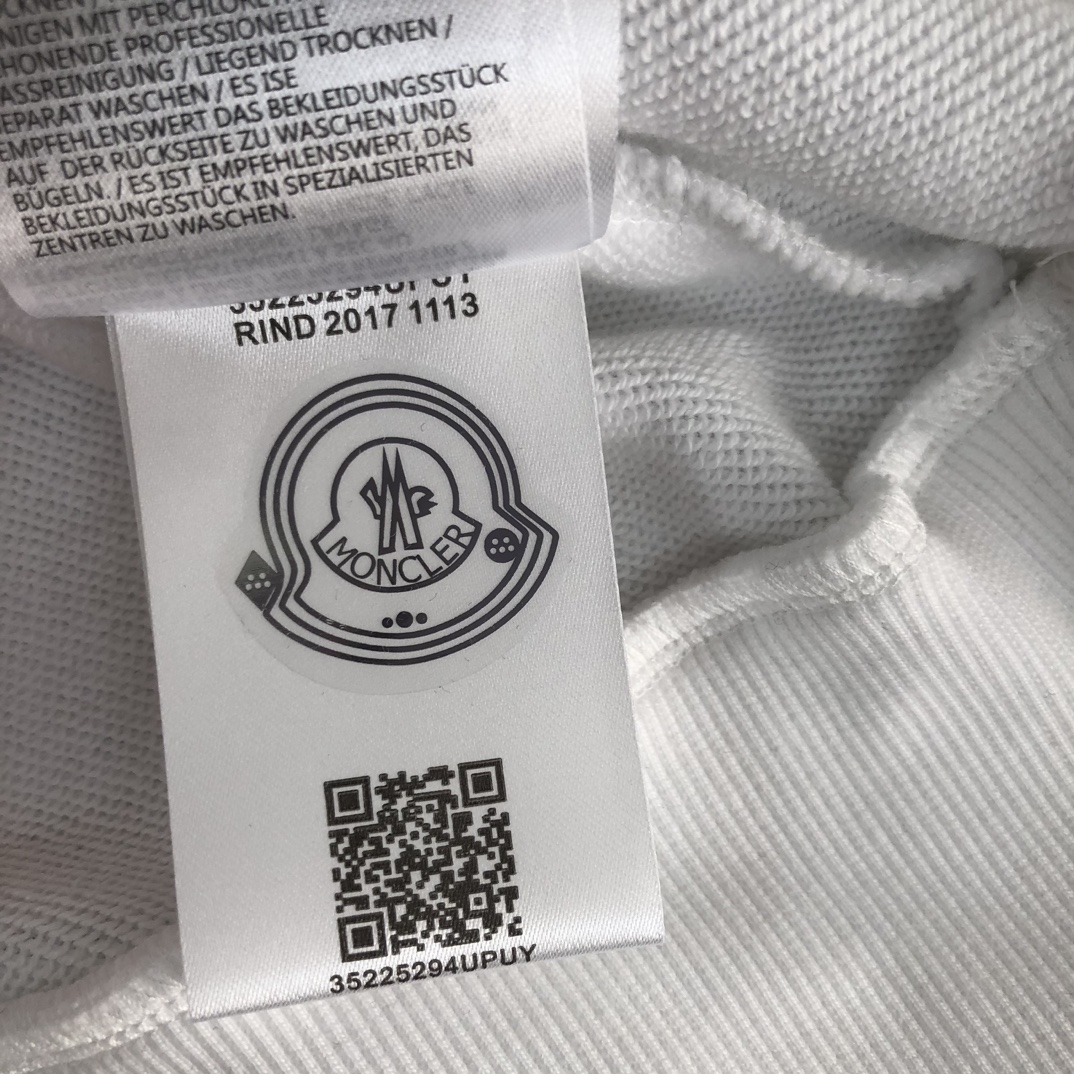 NIGEN MIT PERCHLORE
HONENDE PROFESSIONELLE
ASSREINIGUNG / LIEGEND TROCKNEN /
EPARAT WASCHEN / ES ISE
EMPFEHLENSWERT DAS BEKLEIDUNGSSTÜCK
AUF DER RÜCKSEITE ZU WASCHEN UND
BÜGELN. / ES IST EMPFEHLENSWERT, DAS
BEKLEIDUNGSSTÜCK IN SPEZIALISIERTEN
ZENTREN ZU WASCHEN.
35225294UPUY
RIND 2017 1113
MONCLER
35225294UPUY